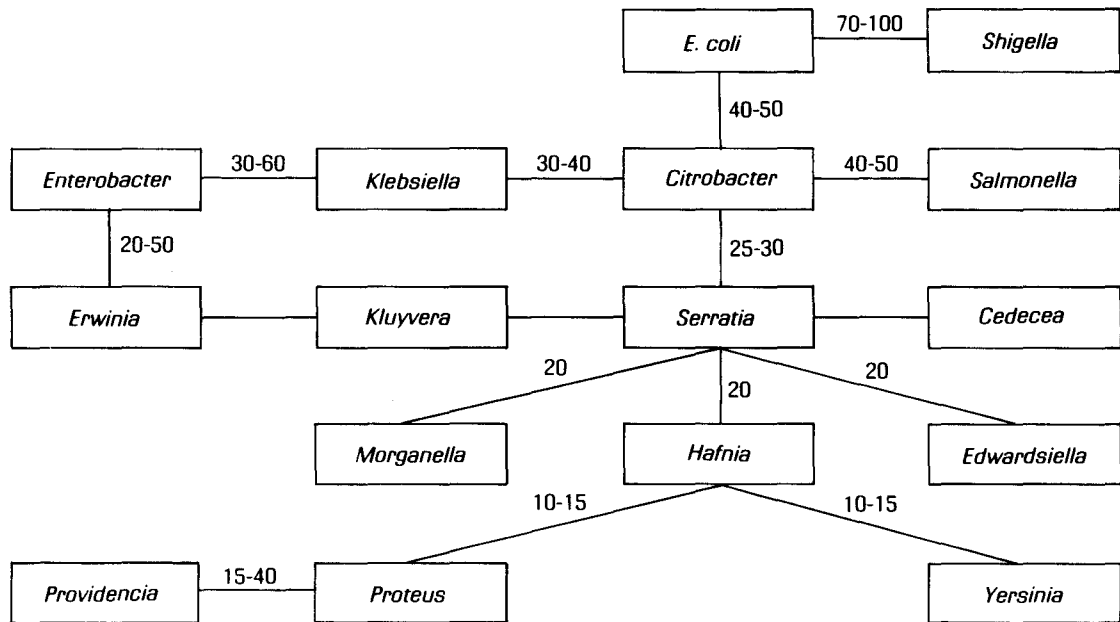 E. coli
70-100
Shigella
40-50
Enterobacter
30-60
Klebsiella
30-40
Citrobacter
40-50
Salmonella
20-50
25-30
Erwinia
Kluyvera
Serratia
Cedecea
20
20
20
Morganella
Hafnia
Edwardsiella
10-15
10-15
Providencia
15-40
Proteus
Yersinia